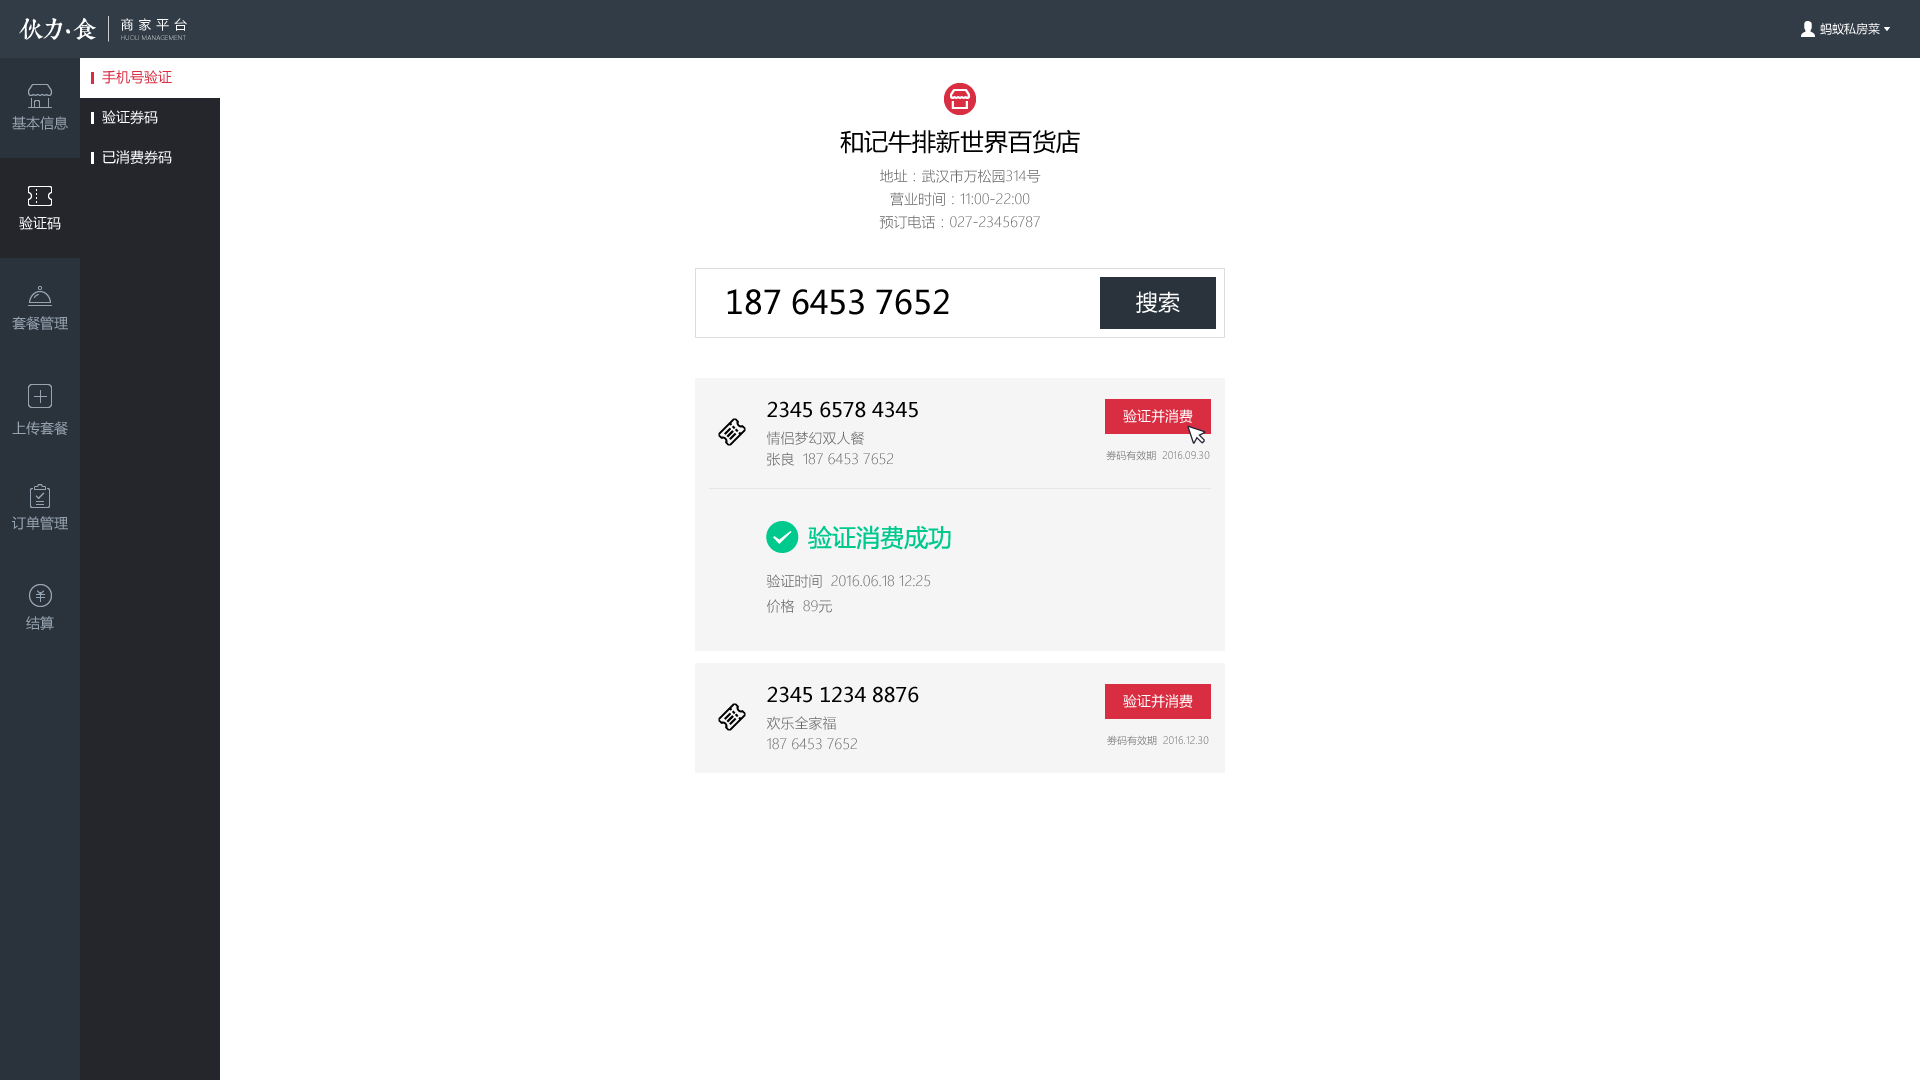 伙力·食
商家平台
HUOLI MANAGEMENT
蚂蚁私房菜
基本信息
验证码
套餐管理
上传套餐
订单管理
结算
手机号验证
验证券码
已消费券码
和记牛排新世界百货店
地址：武汉市万松园314号
营业时间：11:00-22:00
预订电话：027-23456787
187 6453 7652
搜索
2345 6578 4345
情侣梦幻双人餐
张良 187 6453 7652
验证并消费
券码有效期 2016.09.30
验证消费成功
验证时间 2016.06.18 12:25
价格 89元
2345 1234 8876
欢乐全家福
187 6453 7652
验证并消费
券码有效期 2016.12.30